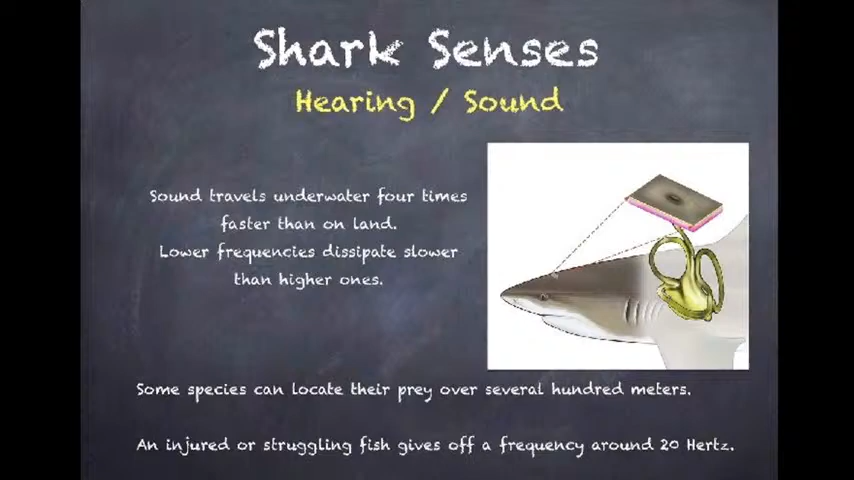 Shark Senses
Hearing / Sound
Sound travels underwater four times
faster than on land.
Lower frequencies dissipate slower
than higher ones.
Some species can locate their prey over several hundred meters.
An injured or struggling fish gives off a frequency around 20 Hertz.